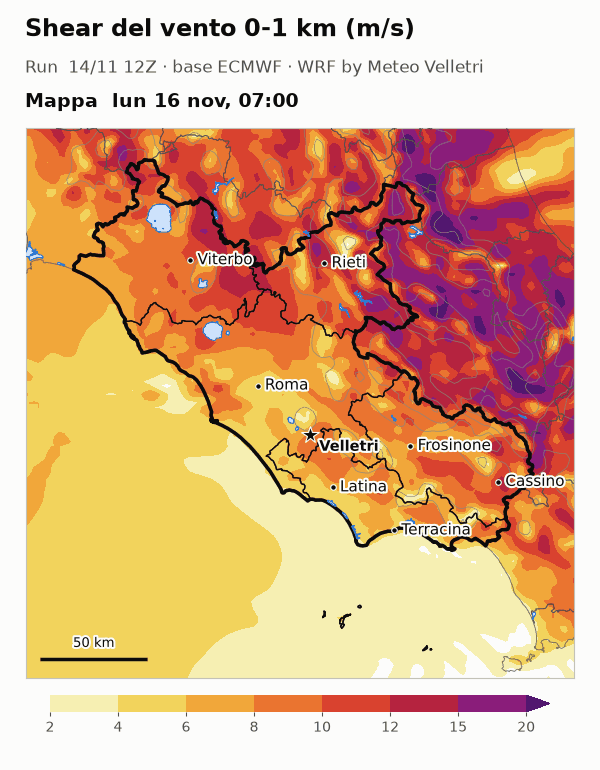 Shear del vento 0-1 km (m/s)
Run  14/11 12Z · base ECMWF · WRF by Meteo Velletri
Mappa  lun 16 nov, 07:00
Viterbo
Rieti
Roma
Velletri
Frosinone
Latina
Cassino
Terracina
50 km
2 4 6 8 10 12 15 20